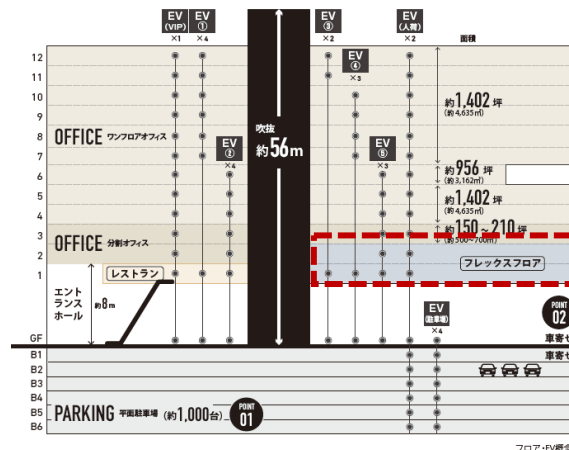 EV (VIP) ×1
EV ① ×4
EV ③ ×2
EV (人荷) ×2
面積
EV ④ ×3
EV ② ×4
EV ⑤ ×3
12
11
10
9
8
7
6
5
4
3
2
1
OFFICE ワンフロアオフィス
吹抜
約56m
約1,402坪
(約4,635㎡)
約956坪
(約3,162㎡)
約1,402坪
(約4,635㎡)
約150～210坪
(約500～700㎡)
OFFICE 分割オフィス
レストラン
フレックスフロア
エント
ランス
ホール
約8m
EV (駐車場) ×4
POINT
02
車寄せ
車寄せ
GF
B1
B2
B3
B4
B5
B6
PARKING 平面駐車場 (約1,000台)
POINT
01
フロア・EV概念